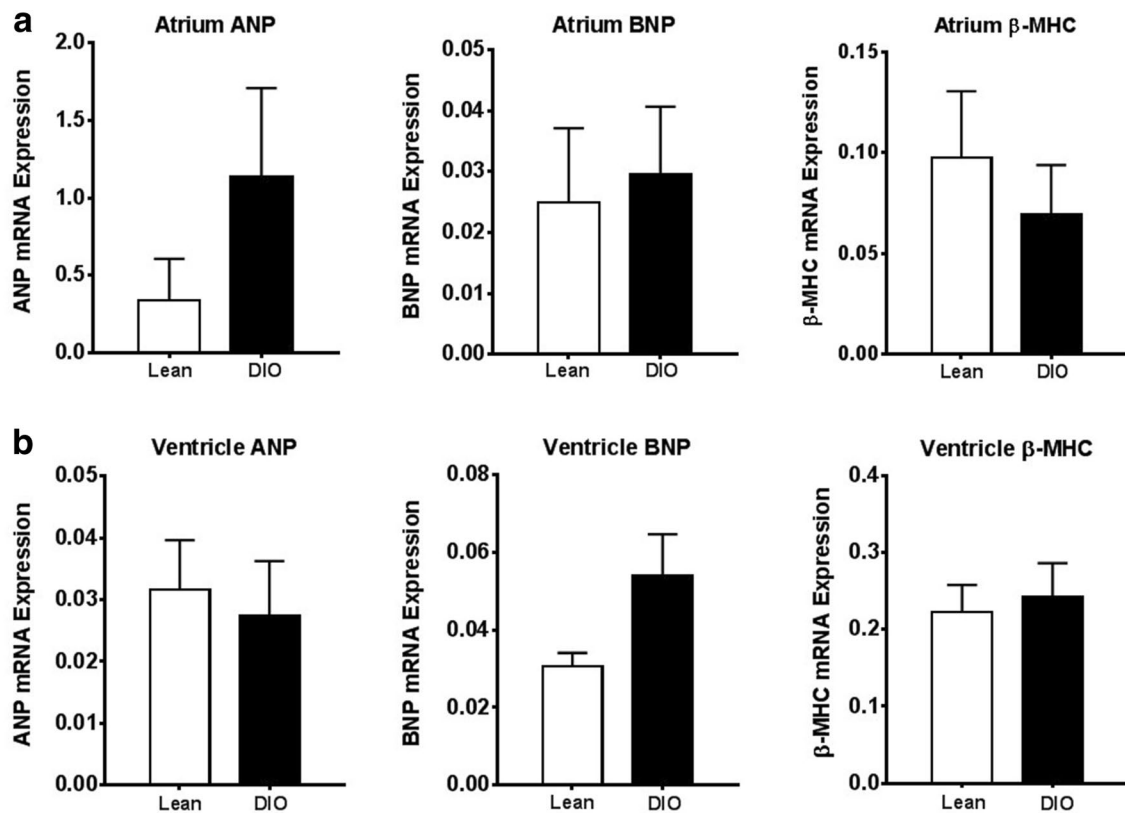 a
Atrium ANP
ANP mRNA Expression
2.0
1.5
1.0
0.5
0.0
Lean DIO
Atrium BNP
BNP mRNA Expression
0.05
0.04
0.03
0.02
0.01
0.00
Lean DIO
Atrium β-MHC
β-MHC mRNA Expression
0.15
0.10
0.05
0.00
Lean DIO
b
Ventricle ANP
ANP mRNA Expression
0.05
0.04
0.03
0.02
0.01
0.00
Lean DIO
Ventricle BNP
BNP mRNA Expression
0.08
0.06
0.04
0.02
0.00
Lean DIO
Ventricle β-MHC
β-MHC mRNA Expression
0.4
0.3
0.2
0.1
0.0
Lean DIO